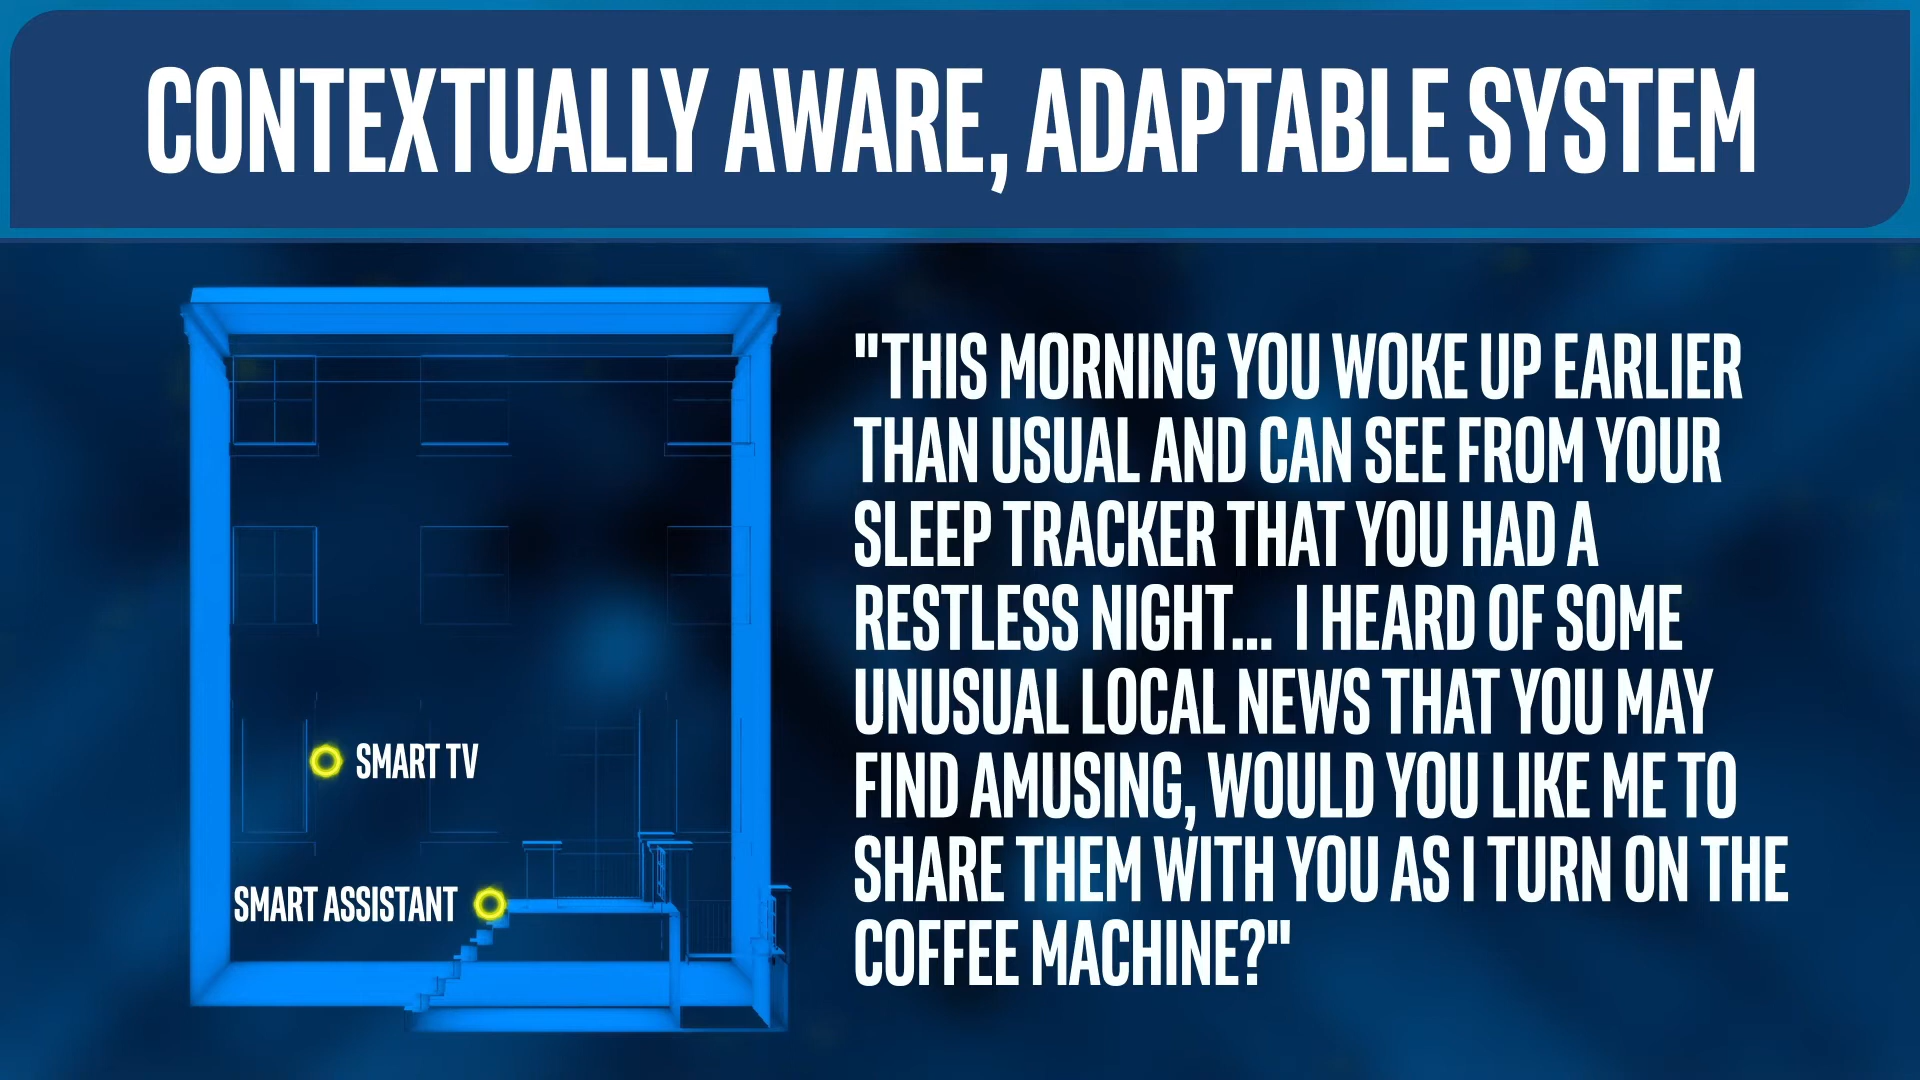 CONTEXTUALLY AWARE, ADAPTABLE SYSTEM
"THIS MORNING YOU WOKE UP EARLIER
THAN USUAL AND CAN SEE FROM YOUR
SLEEP TRACKER THAT YOU HAD A
RESTLESS NIGHT... I HEARD OF SOME
UNUSUAL LOCAL NEWS THAT YOU MAY
FIND AMUSING, WOULD YOU LIKE ME TO
SHARE THEM WITH YOU AS I TURN ON THE
COFFEE MACHINE?"
SMART TV
SMART ASSISTANT